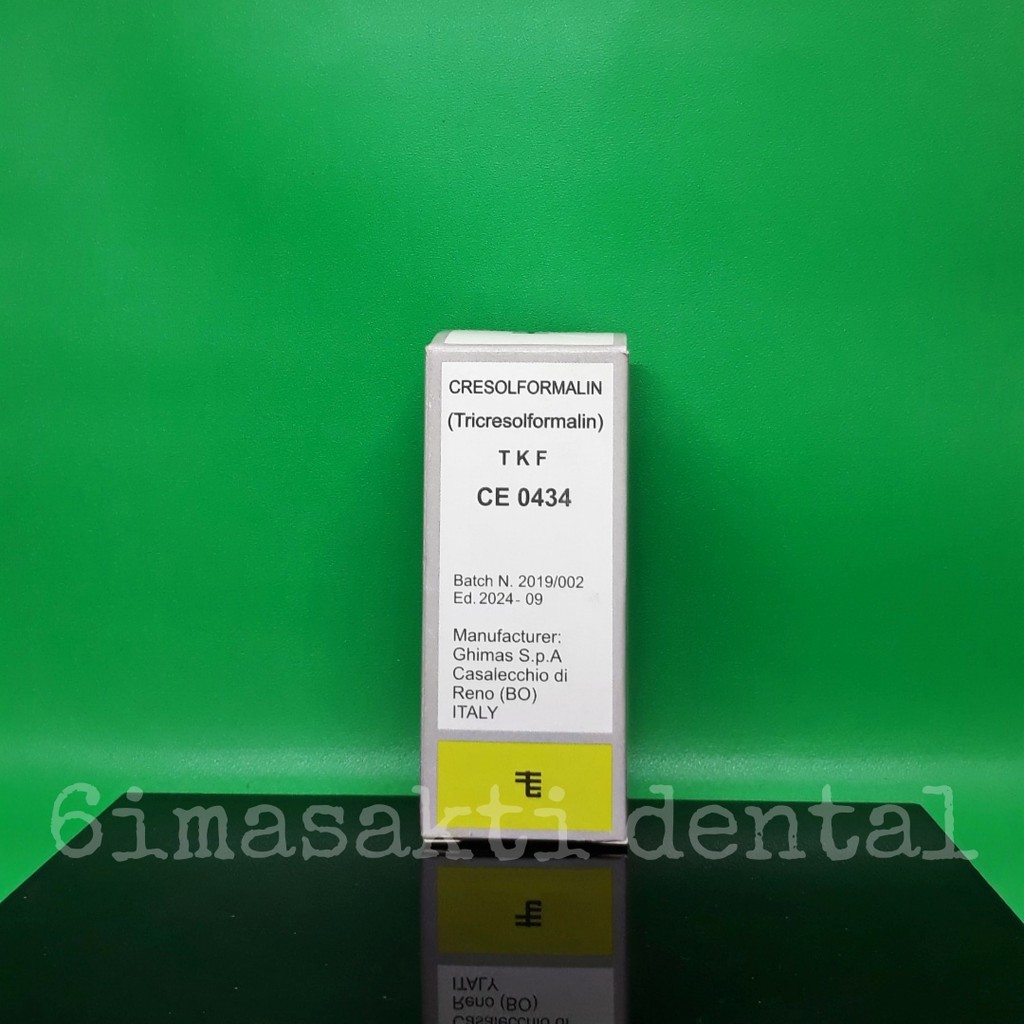 CRESOLFORMALIN
(Tricresolformalin)
T K F
CE 0434
Batch N. 2019/002
Ed. 2024 - 09
Manufacturer:
Ghimas S.p.A
Casalecchio di
Reno (BO)
ITALY
6imasakti dental